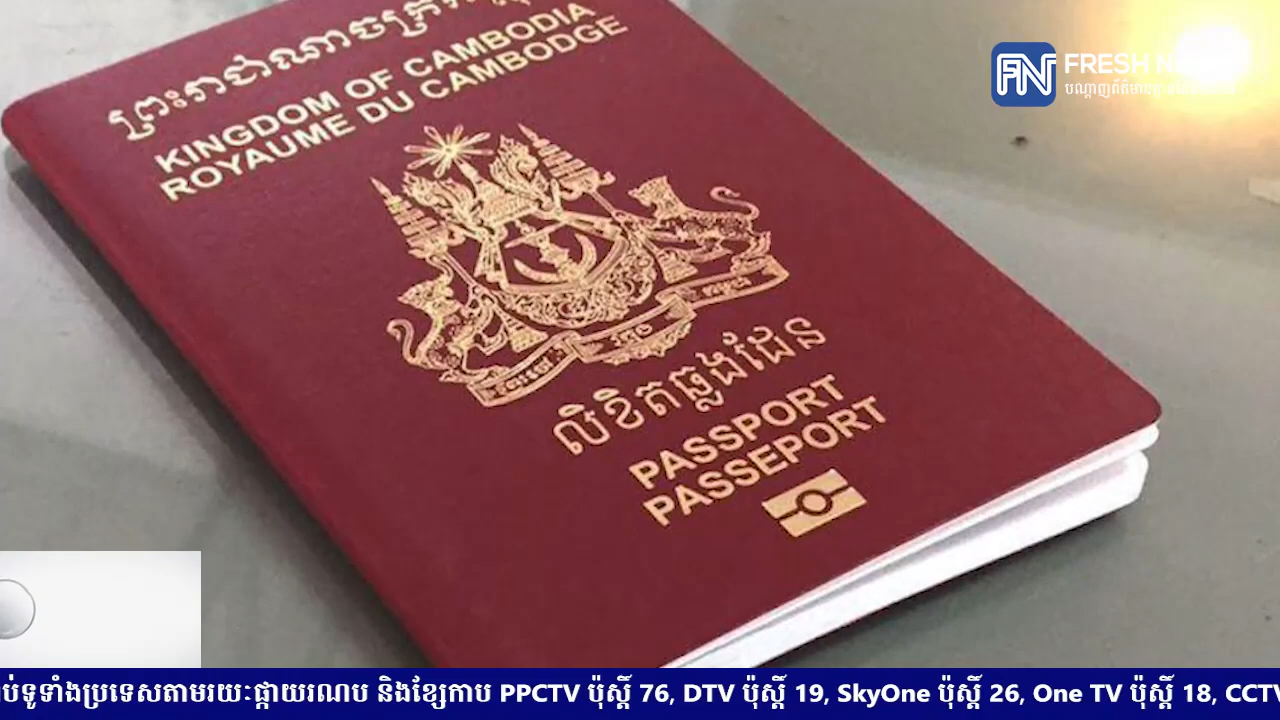 ព្រះរាជាណាចក្រកម្ពុជា
KINGDOM OF CAMBODIA
ROYAUME DU CAMBODGE
FRESH N
លិខិតឆ្លងដែន
PASSPORT
PASSEPORT
ទូទាំងប្រទេសតាមរយៈផ្កាយរណប និងខ្សែកាប PPCTV ប៉ុស្តិ៍ 76, DTV ប៉ុស្តិ៍ 19, SkyOne ប៉ុស្តិ៍ 26, One TV ប៉ុស្តិ៍ 18, CCTV